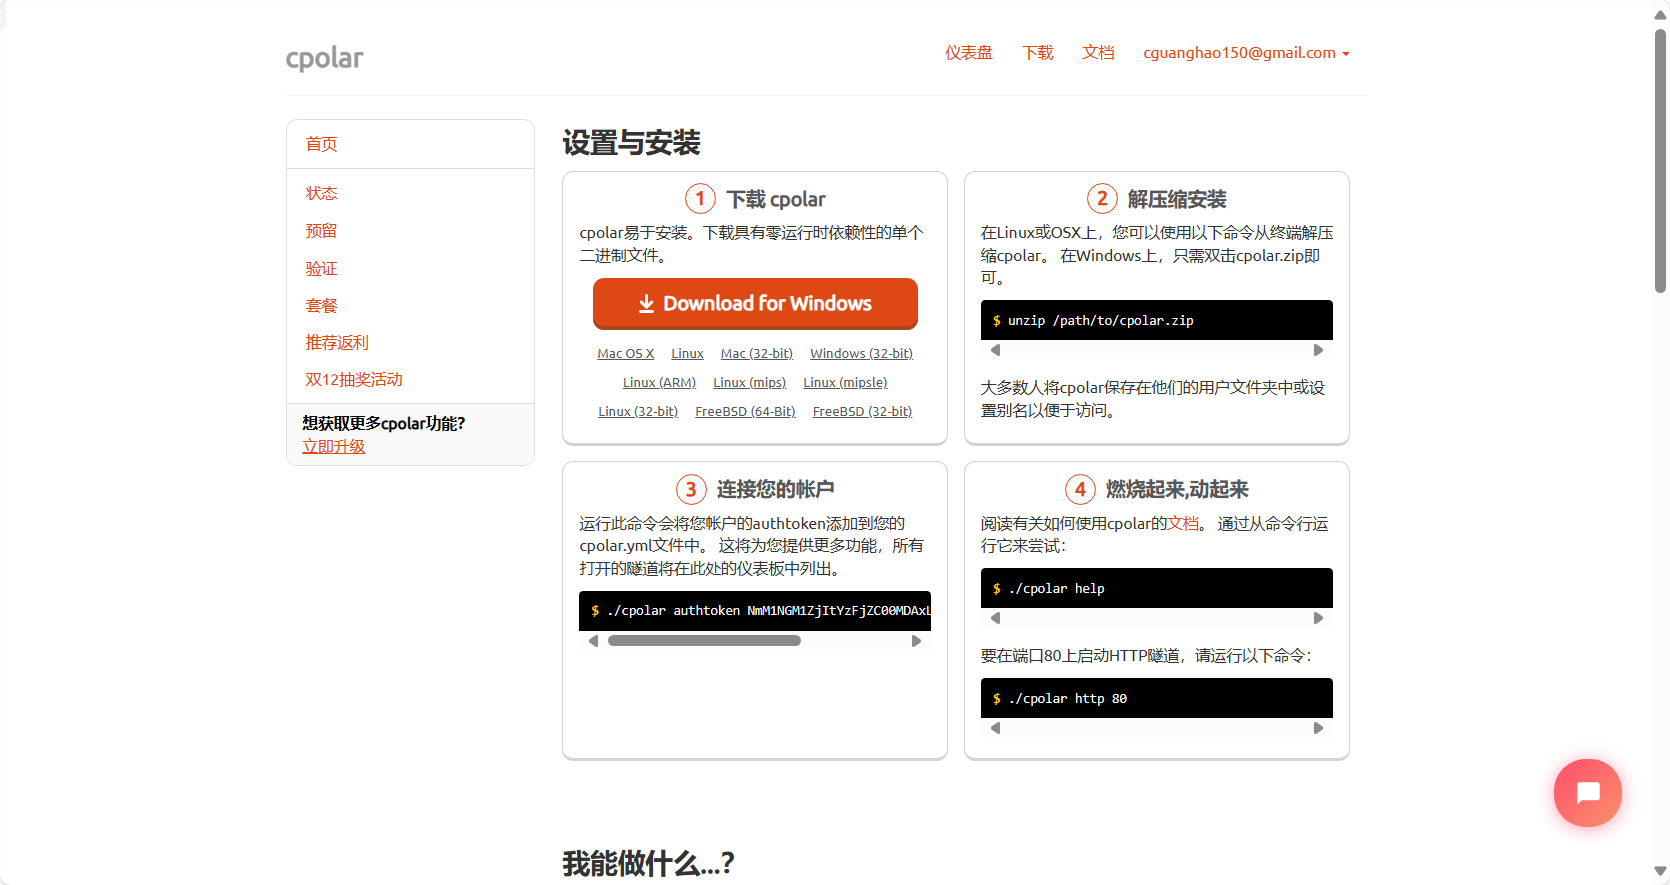 cpolar
仪表盘 下载 文档 cguanghao150@gmail.com
首页
状态
预留
验证
套餐
推荐返利
双12抽奖活动
想获取更多cpolar功能?
立即升级
设置与安装
1 下载 cpolar
cpolar易于安装。下载具有零运行时依赖性的单个
二进制文件。
Download for Windows
Mac OS X Linux Mac (32-bit) Windows (32-bit)
Linux (ARM) Linux (mips) Linux (mipsle)
Linux (32-bit) FreeBSD (64-Bit) FreeBSD (32-bit)
2 解压缩安装
在Linux或OSX上，您可以使用以下命令从终端解压
缩cpolar。 在Windows上，只需双击cpolar.zip即
可。
$ unzip /path/to/cpolar.zip
大多数人将cpolar保存在他们的用户文件夹中或设
置别名以便于访问。
3 连接您的帐户
运行此命令会将您帐户的authtoken添加到您的
cpolar.yml文件中。 这将为您提供更多功能，所有
打开的隧道将在此处的仪表板中列出。
$ ./cpolar authtoken NmM1NGM1ZjItYzFjZC00MDAxL
4 燃烧起来,动起来
阅读有关如何使用cpolar的文档。 通过从命令行运
行它来尝试：
$ ./cpolar help
要在端口80上启动HTTP隧道，请运行以下命令：
$ ./cpolar http 80
我能做什么...?